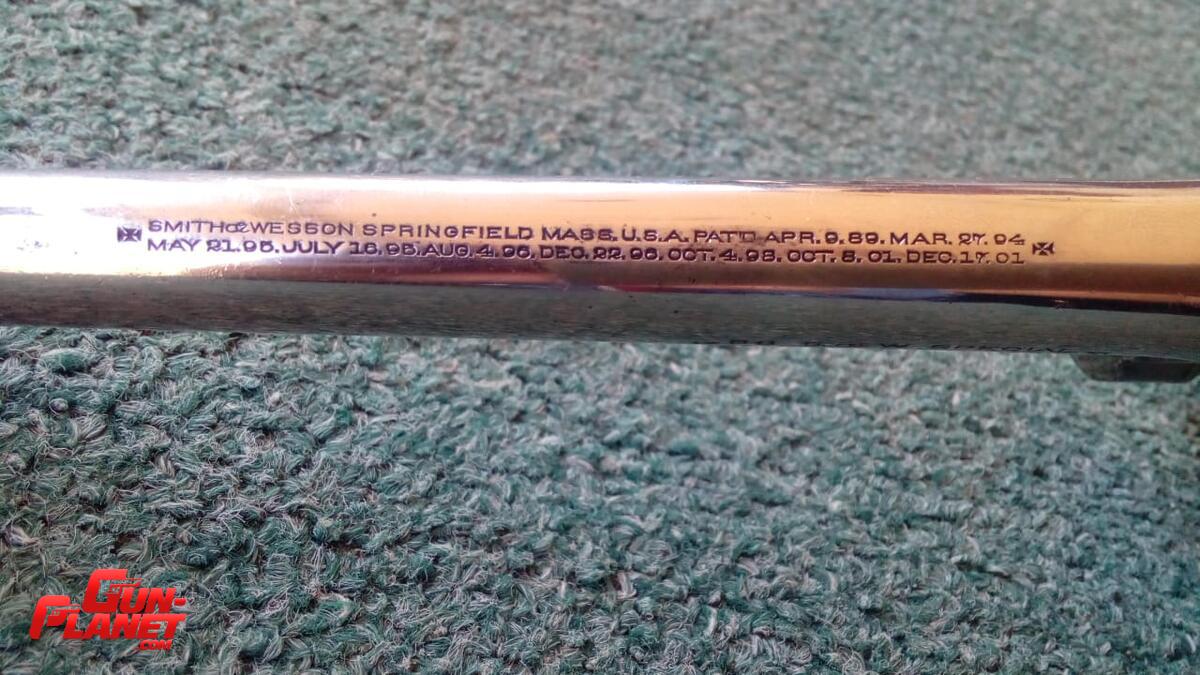 SMITH & WESSON SPRINGFIELD MASS. U.S.A. PAT'D APR. 9. 89. MAR. 27. 94
MAY 21. 95. JULY 16. 95. AUG. 4. 96. DEC. 22. 96. OCT. 4. 98. OCT. 8. 01. DEC. 17. 01
GUN-
PLANET
.COM